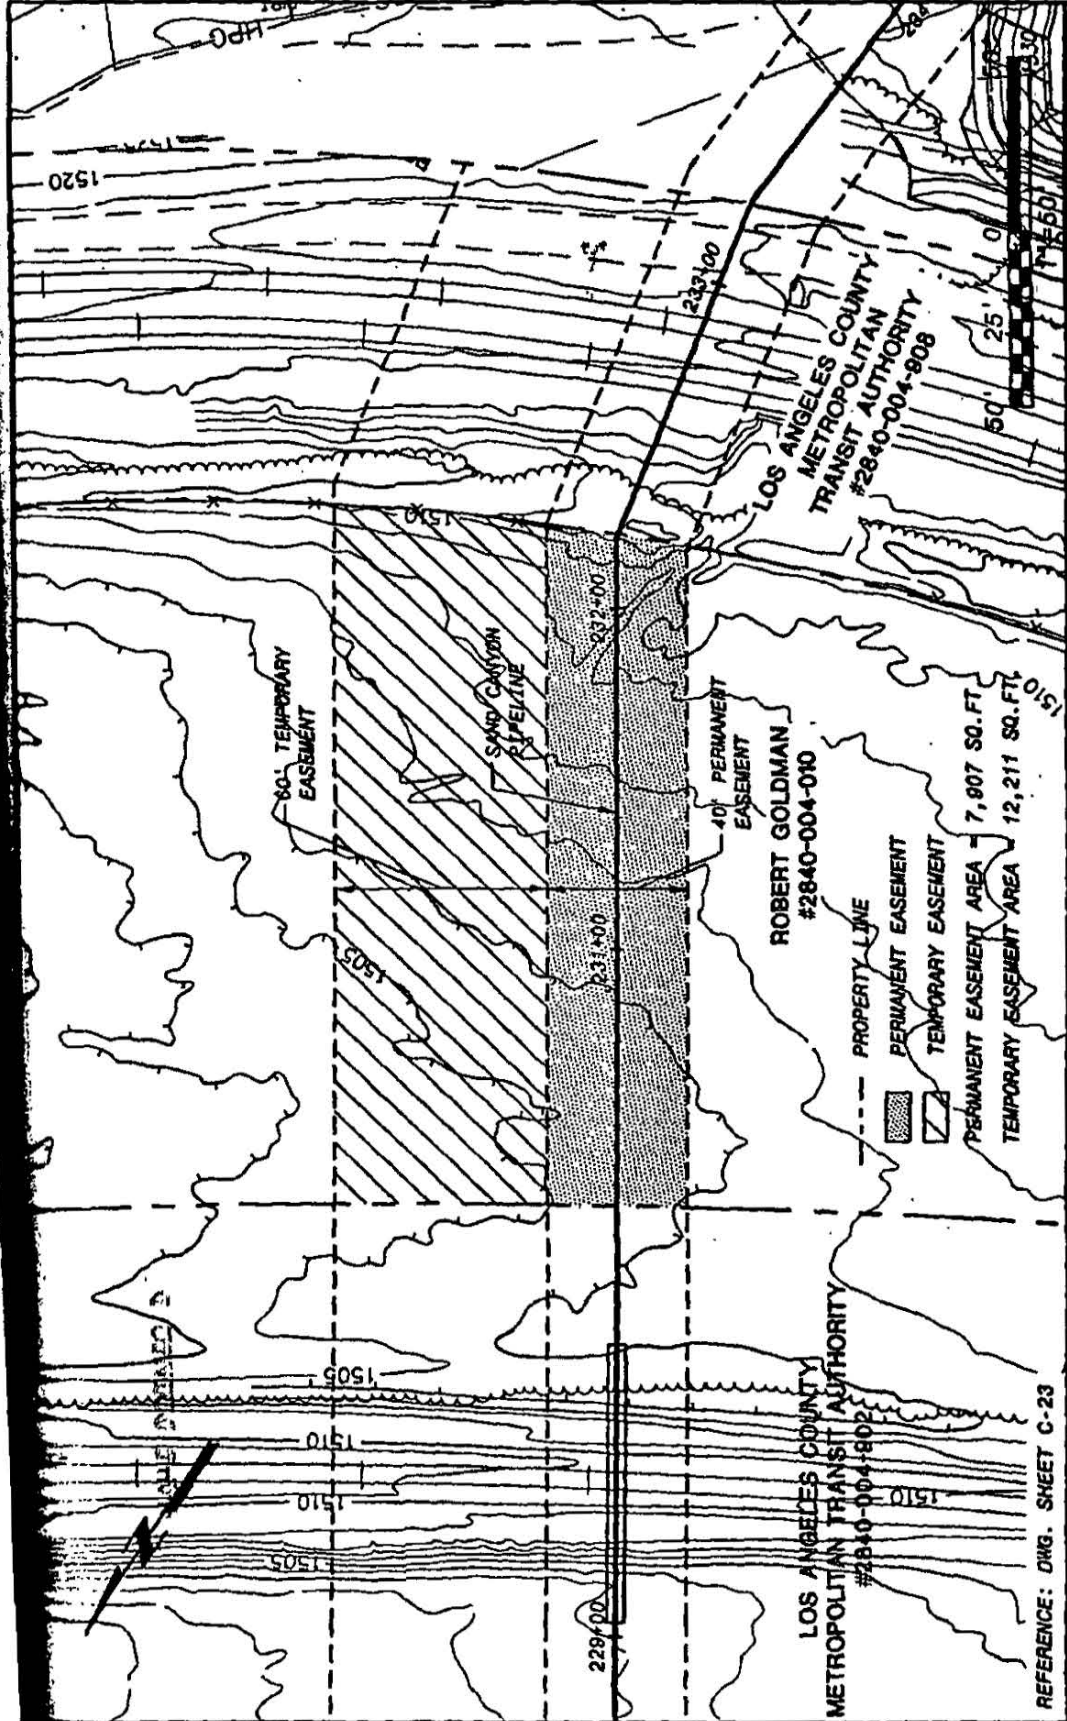 HPG
1520
60' TEMPORARY
EASEMENT
SAND CANYON
PIPELINE
1510
1505
231+00
232+00
233+00
40' PERMANENT
EASEMENT
ROBERT GOLDMAN
#2840-004-010
LOS ANGELES COUNTY
METROPOLITAN
TRANSIT AUTHORITY
#2840-004-908
1510
1505
1510
1510
1505
229+00
1510
LOS ANGELES COUNTY
METROPOLITAN TRANSIT AUTHORITY
#2840-004-902
PROPERTY LINE
PERMANENT EASEMENT
TEMPORARY EASEMENT
PERMANENT EASEMENT AREA = 7,907 SQ.FT.
TEMPORARY EASEMENT AREA = 12,211 SQ.FT.
50' 25' 0 50'
1"=50'
REFERENCE: DWG. SHEET C-23